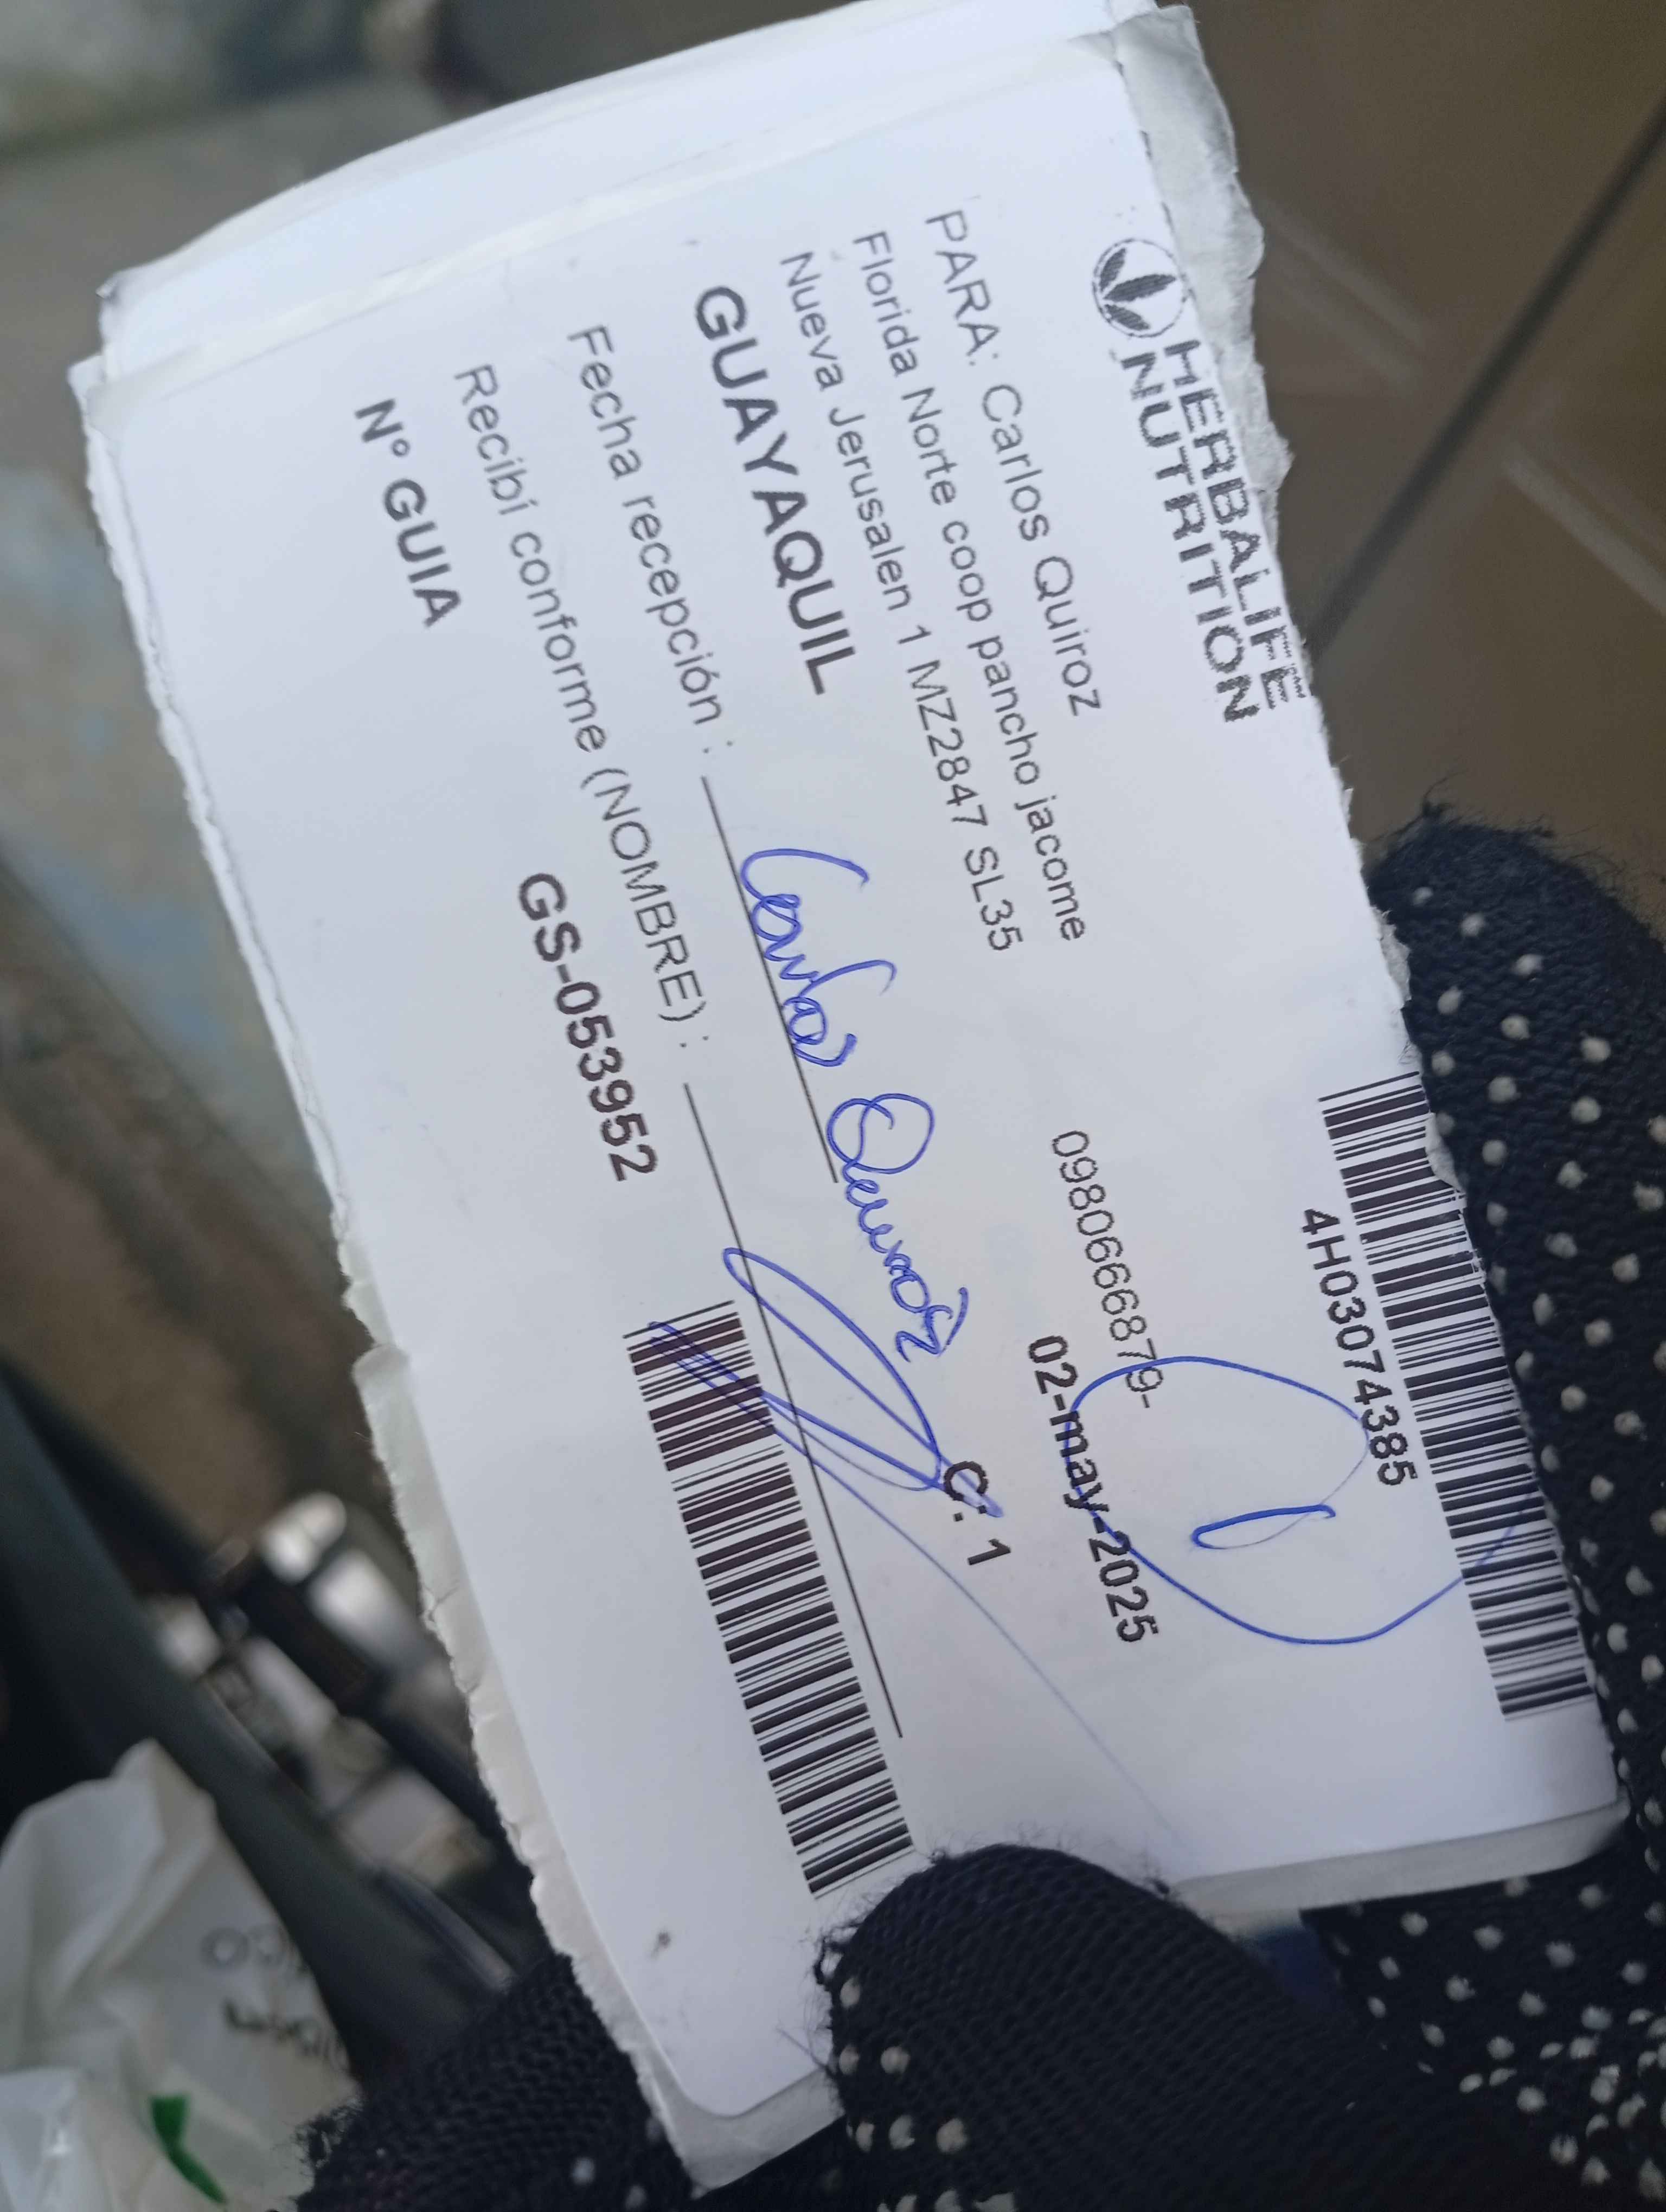 HERBALIFE
NUTRITION
4H03074385
PARA: Carlos Quiroz
Florida Norte coop pancho jacome
Nueva Jerusalen 1 MZ2847 SL35
0980666879-
GUAYAQUIL
02-may-2025
Fecha recepción :
Carlos Quiroz
C: 1
Recibí conforme (NOMBRE) :
N° GUIA
GS-053952